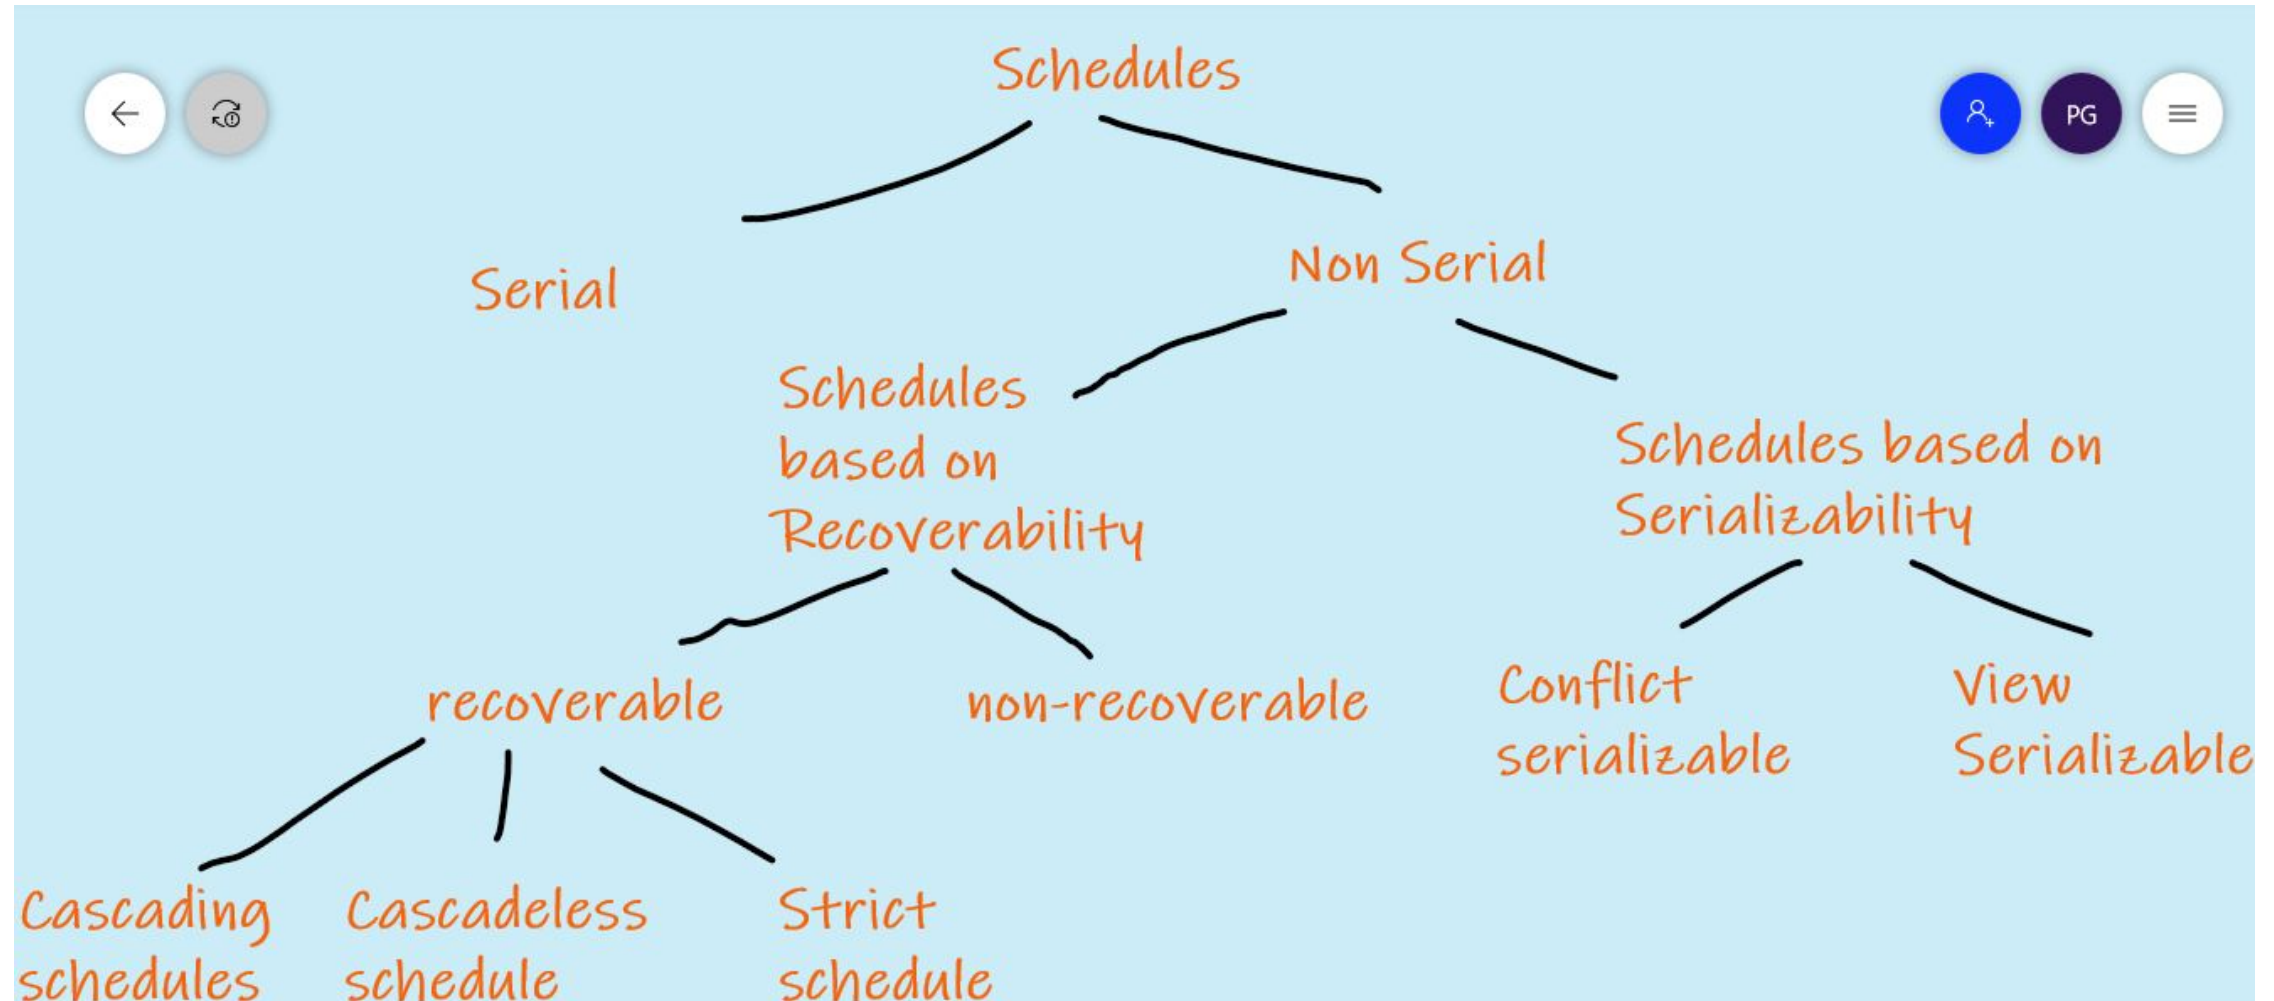 Schedules
PG
Serial
Non Serial
Schedules
based on
Recoverability
Schedules based on
Serializability
recoverable
non-recoverable
Conflict
serializable
View
Serializable
Cascading
schedules
Cascadeless
schedule
Strict
schedule